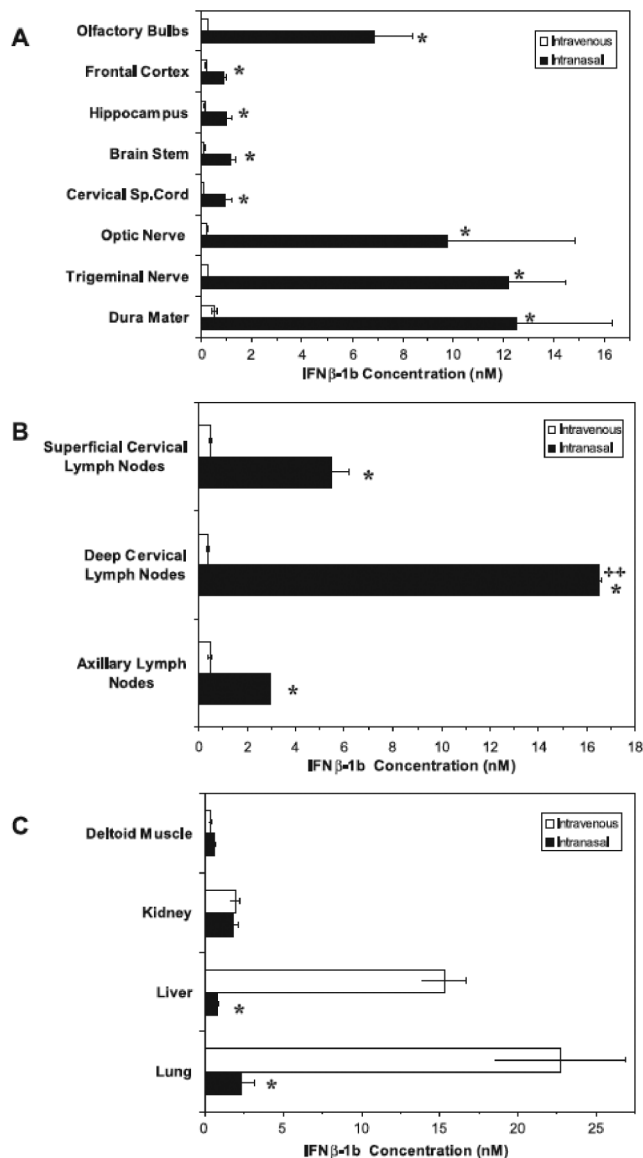 A
Olfactory Bulbs
Frontal Cortex
Hippocampus
Brain Stem
Cervical Sp.Cord
Optic Nerve
Trigeminal Nerve
Dura Mater
Intravenous
Intranasal
*
*
*
*
*
*
*
*
0 2 4 6 8 10 12 14 16
IFNβ-1b Concentration (nM)
B
Superficial Cervical
Lymph Nodes
Deep Cervical
Lymph Nodes
Axillary Lymph
Nodes
Intravenous
Intranasal
*
‡‡
*
*
0 2 4 6 8 10 12 14 16 18
IFNβ-1b Concentration (nM)
C
Deltoid Muscle
Kidney
Liver
Lung
Intravenous
Intranasal
*
*
0 5 10 15 20 25
IFNβ-1b Concentration (nM)